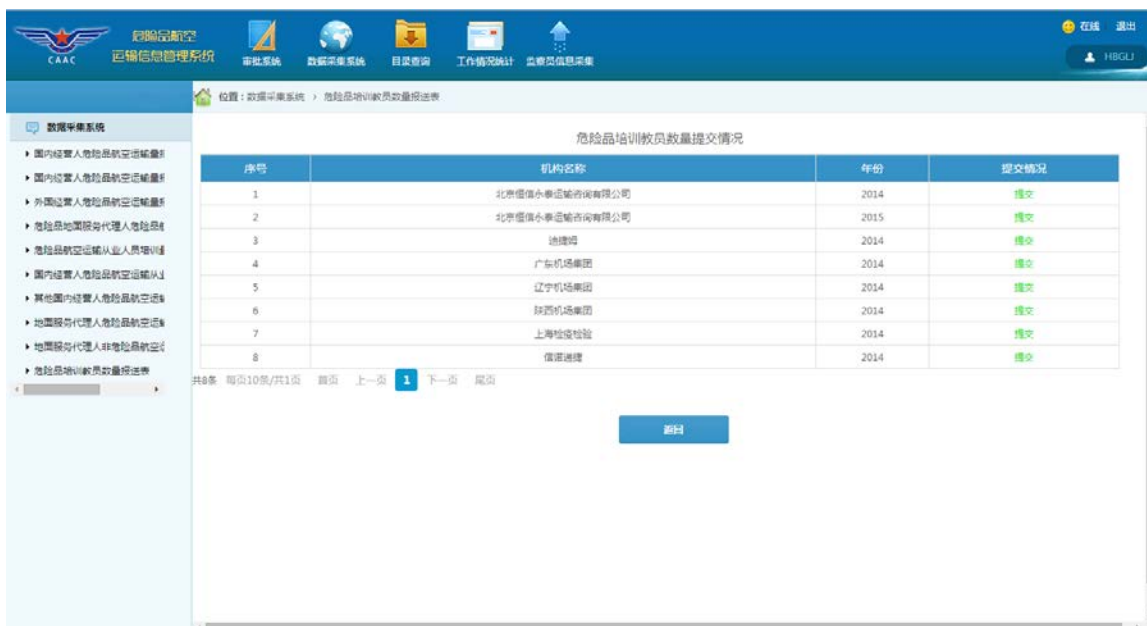 危险品航空
运输信息管理系统
CAAC
审批系统
数据采集系统
目录查询
工作情况统计
监察员信息采集
在线 退出
HBGLJ
位置：数据采集系统 › 危险品培训教员数量报送表
数据采集系统
国内经营人危险品航空运输量
国内经营人危险品航空运输量
外国经营人危险品航空运输量
危险品地面服务代理人危险品
危险品航空运输从业人员培训
国内经营人危险品航空运输从
其他国内经营人危险品航空运
地面服务代理人危险品航空运
地面服务代理人非危险品航空
危险品培训教员数量报送表
危险品培训教员数量提交情况
序号 机构名称 年份 提交情况
1 北京恒信永泰运输咨询有限公司 2014 提交
2 北京恒信永泰运输咨询有限公司 2015 提交
3 迪捷姆 2014 提交
4 广东机场集团 2014 提交
5 辽宁机场集团 2014 提交
6 陕西机场集团 2014 提交
7 上海检疫检验 2014 提交
8 信诺迪捷 2014 提交
共8条 每页10条/共1页 首页 上一页 1 下一页 尾页
返回